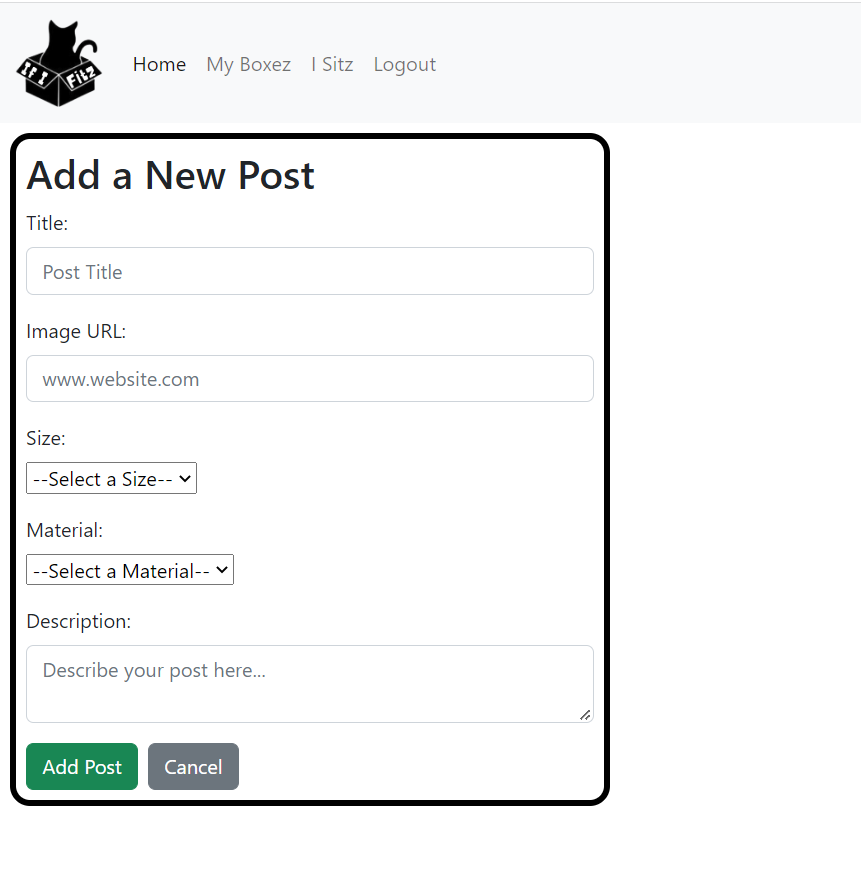 If I Fitz
Home My Boxez I Sitz Logout
Add a New Post
Title:
Post Title
Image URL:
www.website.com
Size:
--Select a Size--
Material:
--Select a Material--
Description:
Describe your post here...
Add Post Cancel